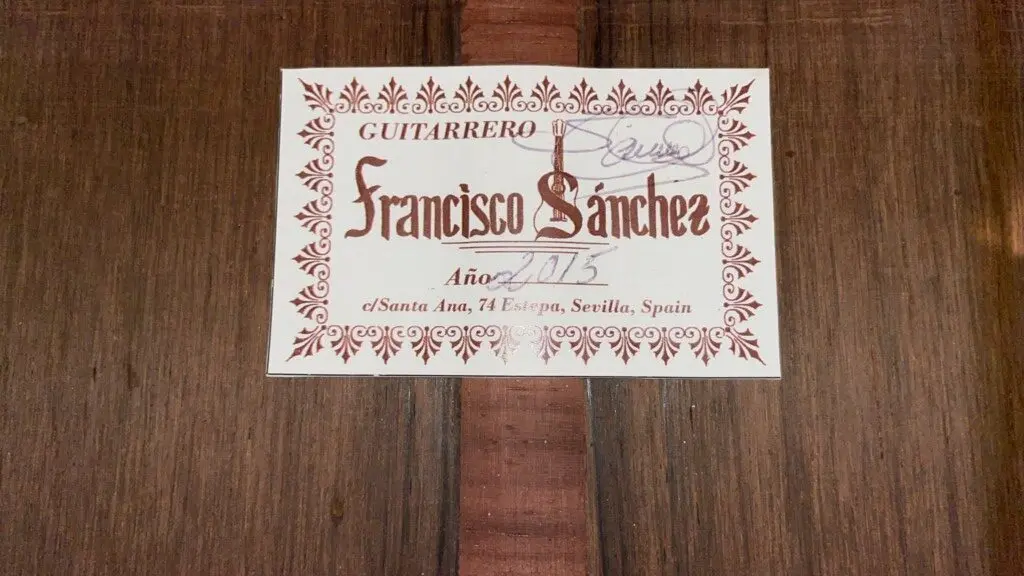 GUITARRERO
Francisco Sánchez
Año 2015
c/Santa Ana, 74 Estepa, Sevilla, Spain